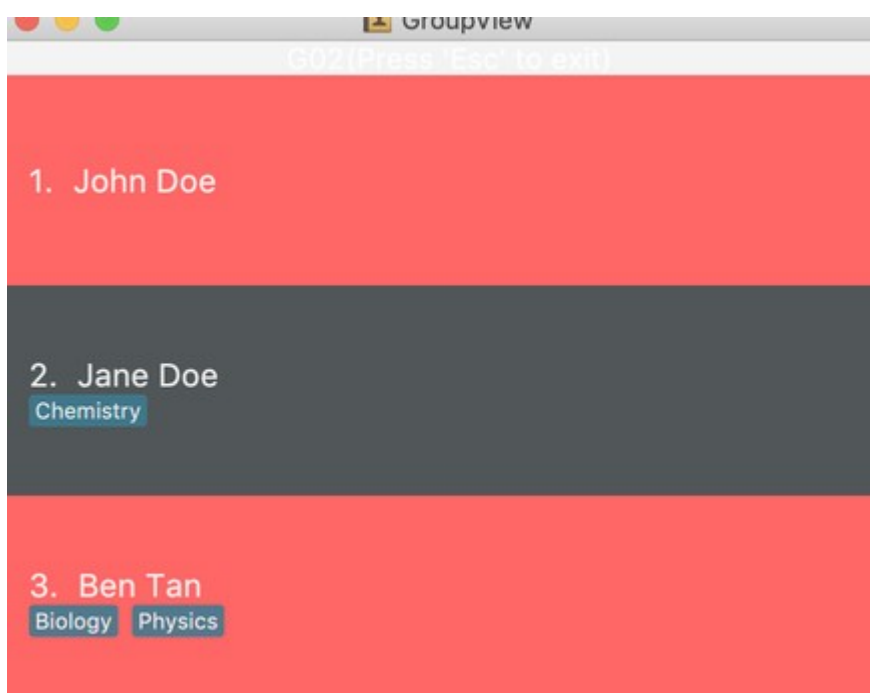 GroupView
G02(Press 'Esc' to exit)
1. John Doe
2. Jane Doe
Chemistry
3. Ben Tan
Biology Physics